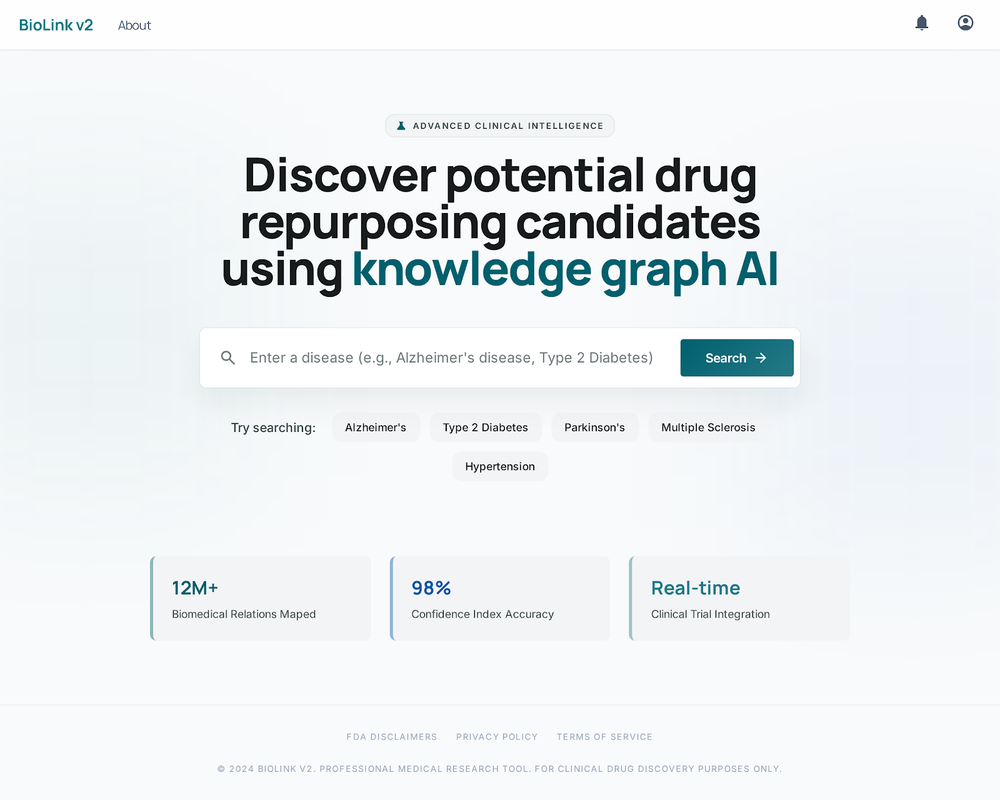 BioLink v2
About
ADVANCED CLINICAL INTELLIGENCE
Discover potential drug
repurposing candidates
using knowledge graph AI
Enter a disease (e.g., Alzheimer's disease, Type 2 Diabetes)
Search
Try searching:
Alzheimer's
Type 2 Diabetes
Parkinson's
Multiple Sclerosis
Hypertension
12M+
Biomedical Relations Maped
98%
Confidence Index Accuracy
Real-time
Clinical Trial Integration
FDA DISCLAIMERS
PRIVACY POLICY
TERMS OF SERVICE
© 2024 BIOLINK V2. PROFESSIONAL MEDICAL RESEARCH TOOL. FOR CLINICAL DRUG DISCOVERY PURPOSES ONLY.